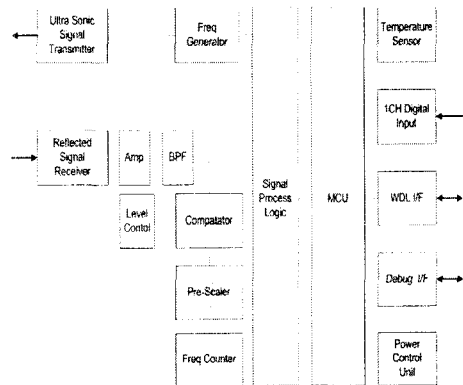 Ultra Sonic
Signal
Transmitter
Freq
Generator
Temperature
Sensor
1CH Digital
Input
Reflected
Signal
Receiver
Amp
BPF
Signal
Process
Logic
MCU
WDL I/F
Level
Contol
Compatator
Pre-Scaler
Debug I/F
Freq Counter
Power
Control
Unit